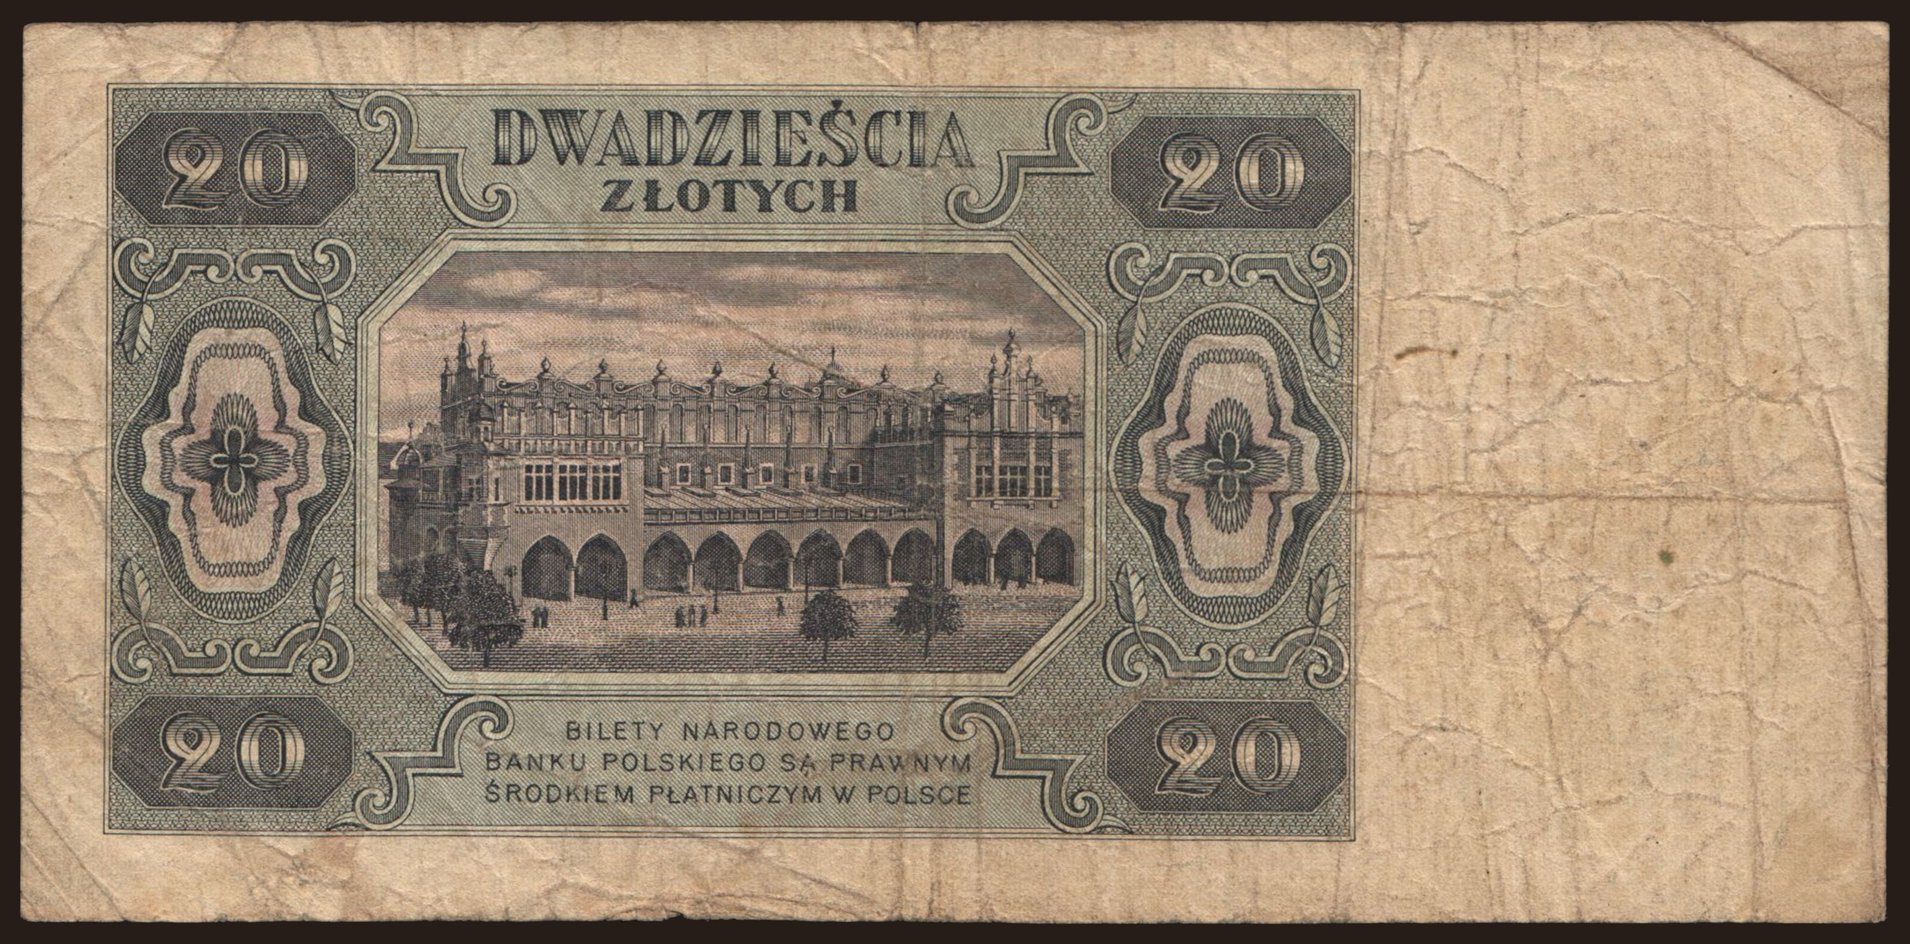 20 DWADZIEŚCIA 20
ZŁOTYCH
20 BILETY NARODOWEGO 20
BANKU POLSKIEGO SĄ PRAWNYM
ŚRODKIEM PŁATNICZYM W POLSCE